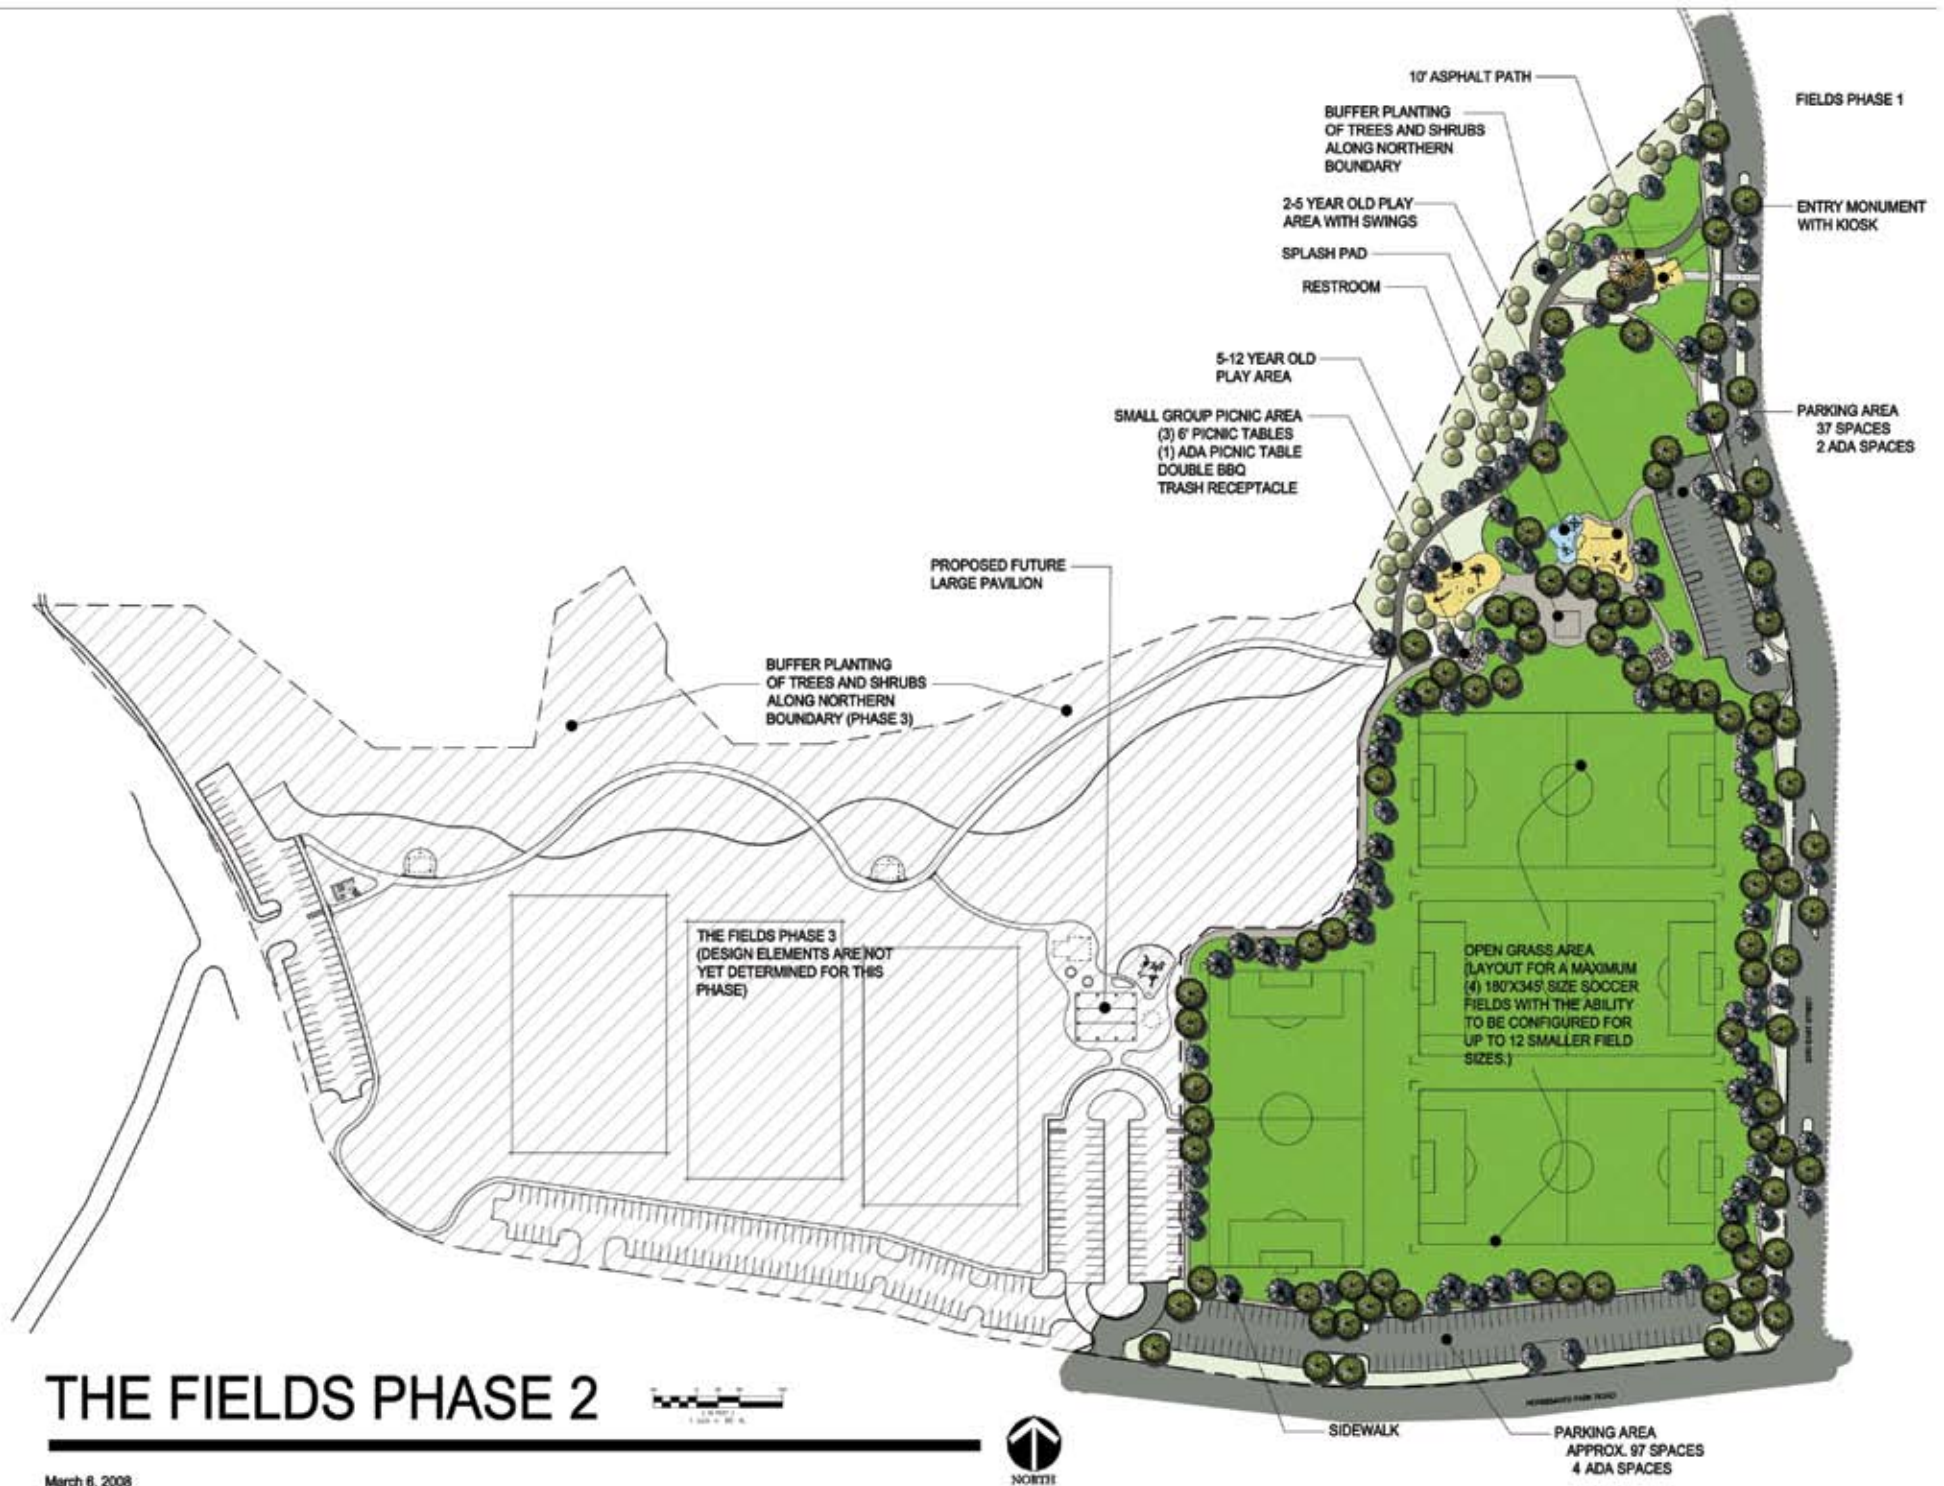 10' ASPHALT PATH
FIELDS PHASE 1
BUFFER PLANTING
OF TREES AND SHRUBS
ALONG NORTHERN
BOUNDARY
2-5 YEAR OLD PLAY
AREA WITH SWINGS
ENTRY MONUMENT
WITH KIOSK
SPLASH PAD
RESTROOM
5-12 YEAR OLD
PLAY AREA
SMALL GROUP PICNIC AREA
(3) 6' PICNIC TABLES
(1) ADA PICNIC TABLE
DOUBLE BBQ
TRASH RECEPTACLE
PARKING AREA
37 SPACES
2 ADA SPACES
PROPOSED FUTURE
LARGE PAVILION
BUFFER PLANTING
OF TREES AND SHRUBS
ALONG NORTHERN
BOUNDARY (PHASE 3)
THE FIELDS PHASE 3
(DESIGN ELEMENTS ARE NOT
YET DETERMINED FOR THIS
PHASE)
OPEN GRASS AREA
(LAYOUT FOR A MAXIMUM
(4) 180'X345' SIZE SOCCER
FIELDS WITH THE ABILITY
TO BE CONFIGURED FOR
UP TO 12 SMALLER FIELD
SIZES.)
THE FIELDS PHASE 2
PARK ROAD
SIDEWALK
PARKING AREA
APPROX. 97 SPACES
4 ADA SPACES
NORTH
March 6, 2008